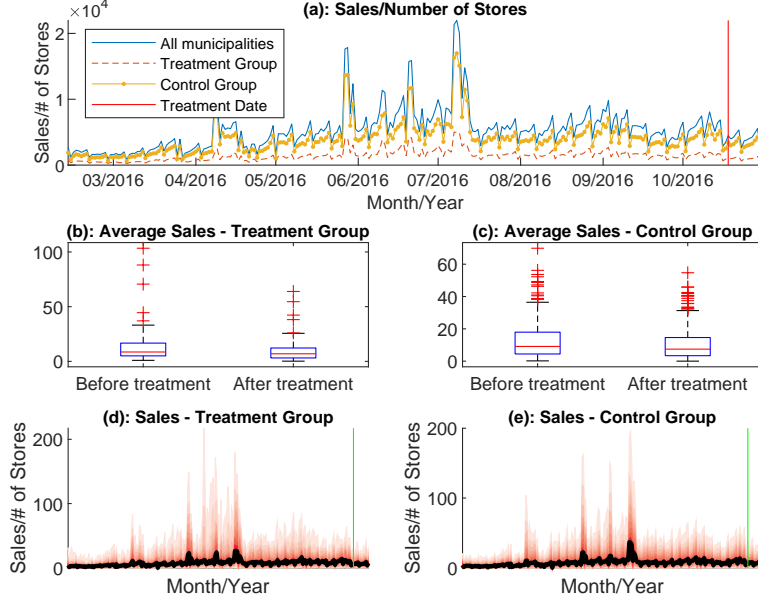 (a): Sales/Number of Stores
×10⁴
2
1
0
Sales/# of Stores
All municipalities
Treatment Group
Control Group
Treatment Date
03/2016 04/2016 05/2016 06/2016 07/2016 08/2016 09/2016 10/2016
Month/Year
(b): Average Sales - Treatment Group
100
50
0
Before treatment After treatment
(c): Average Sales - Control Group
60
40
20
0
Before treatment After treatment
(d): Sales - Treatment Group
200
100
0
Sales/# of Stores
Month/Year
(e): Sales - Control Group
200
100
0
Sales/# of Stores
Month/Year